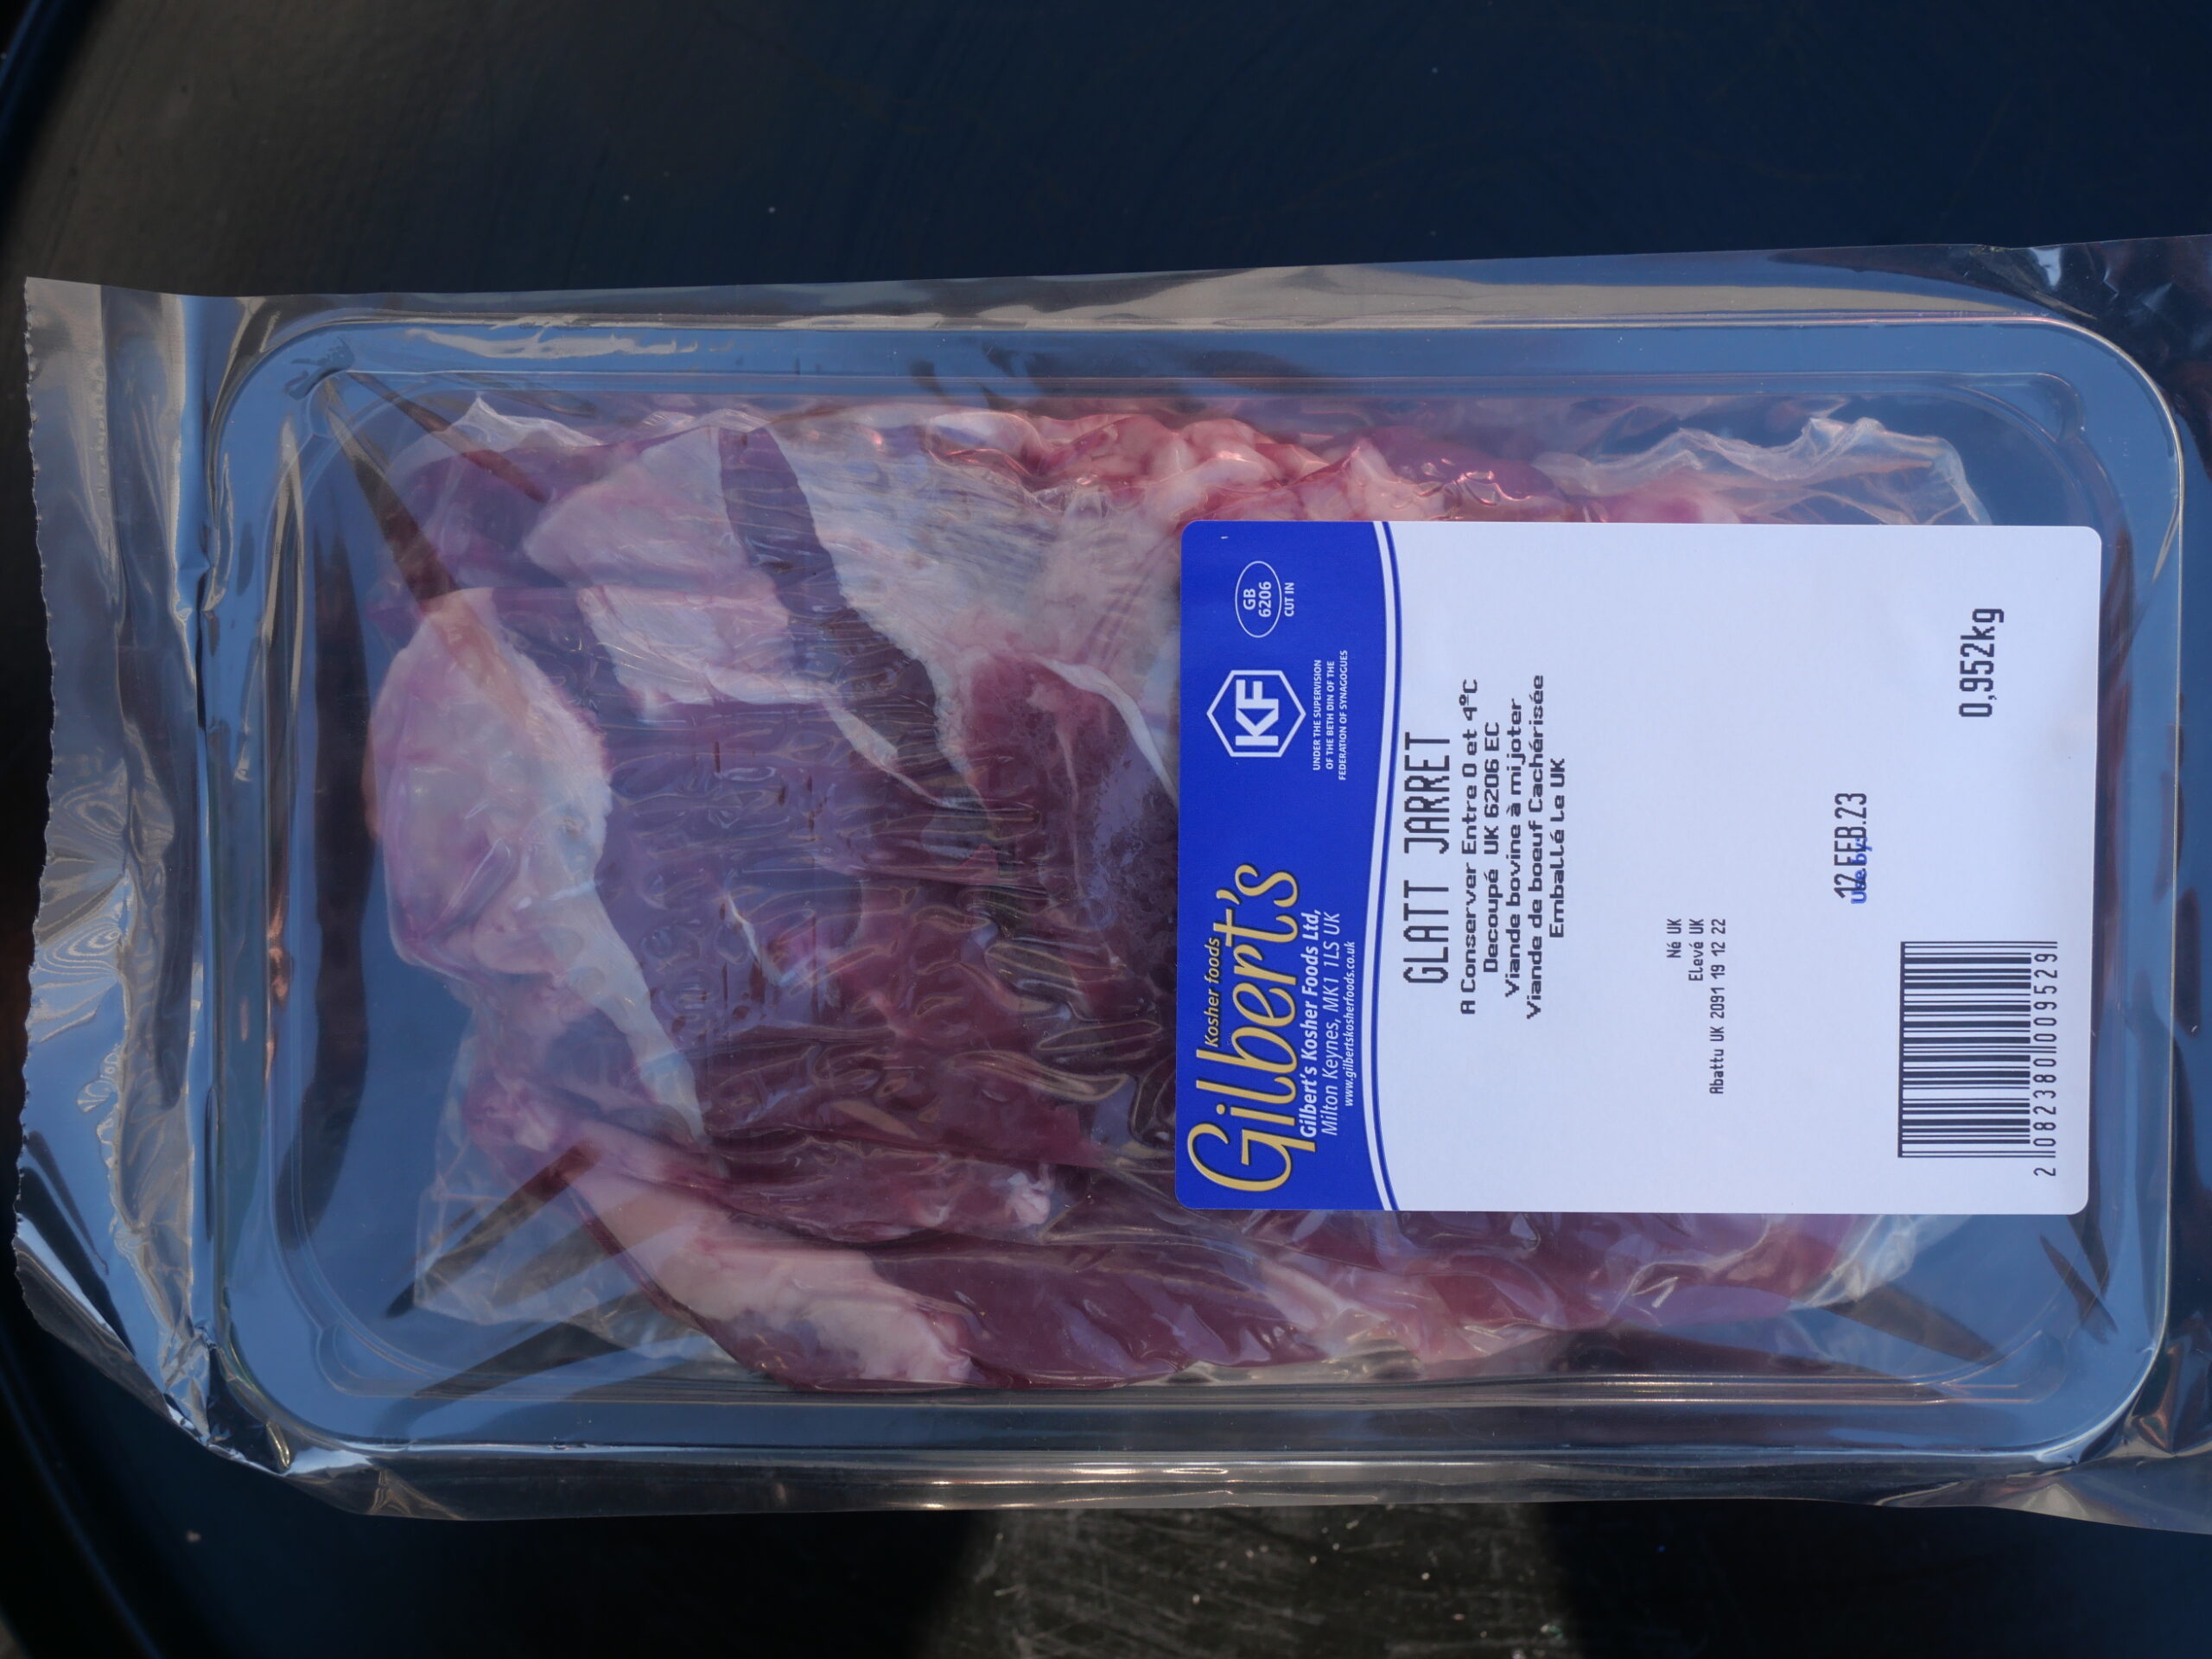 Kosher foods
Gilbert's
Gilbert's Kosher Foods Ltd,
Milton Keynes, MK1 1LS UK
www.gilbertskosherfoods.co.uk
KF
UNDER THE SUPERVISION
OF THE BETH DIN OF THE
FEDERATION OF SYNAGOGUES
GB
6206
CUT IN
GLATT JARRET
A Conserver Entre 0 et 4ºC
Decoupé UK 6206 EC
Viande bovine à mijoter
Viande de boeuf Cachérisée
Emballé Le UK
Né UK
Elevé UK
Abattu UK 2091 19 12 22
12.FEB.23
Use by:
0,952kg
2 082380 009529